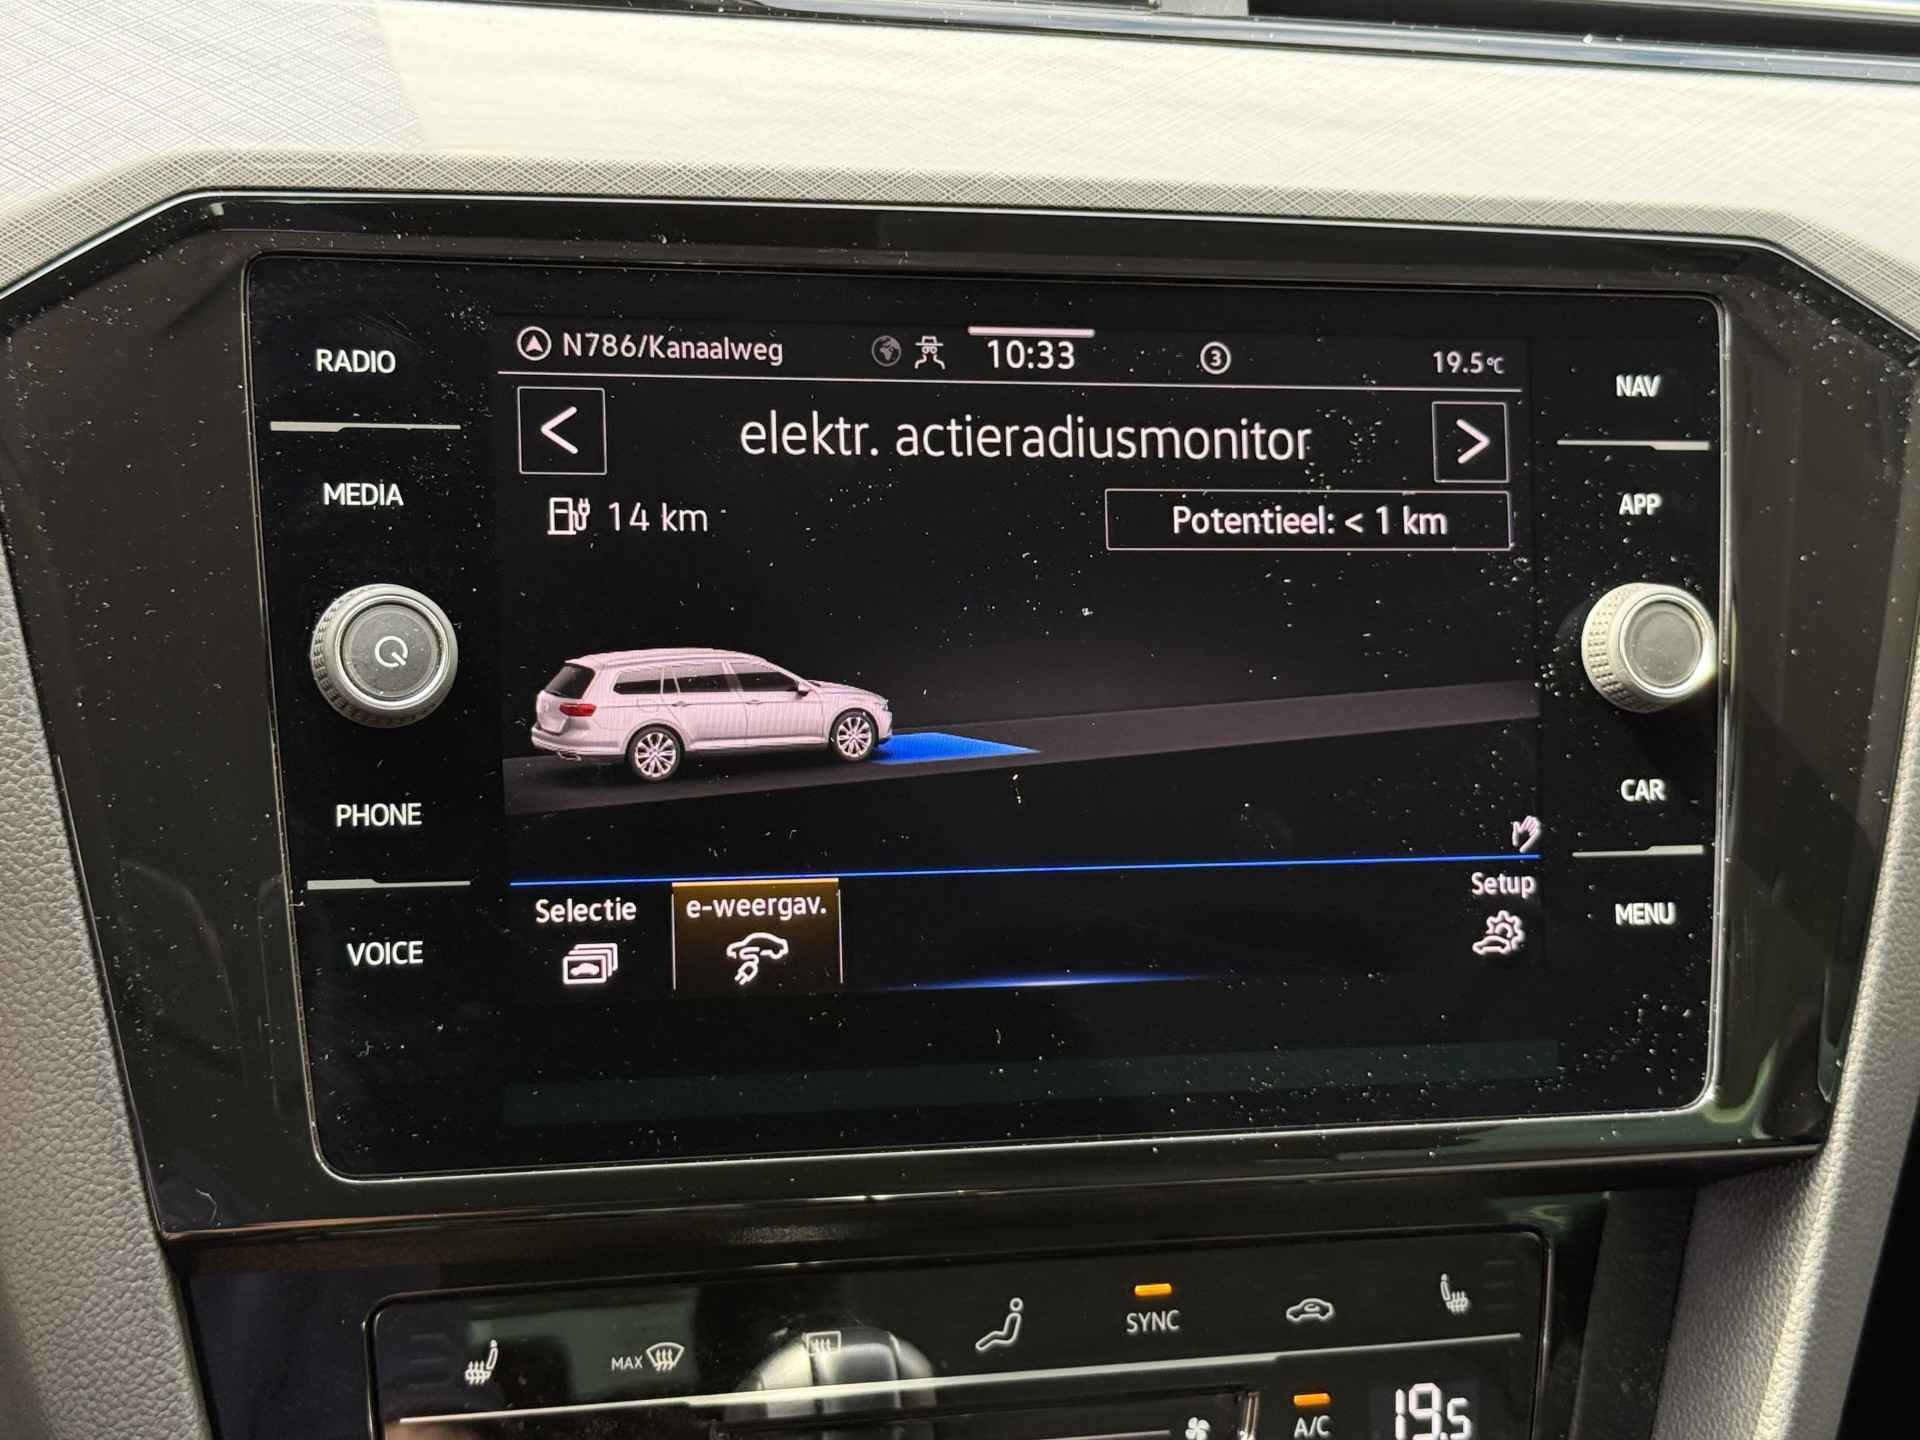 RADIO
MEDIA
PHONE
VOICE
N786/Kanaalweg
10:33
3
19.5°C
<
elektr. actieradiusmonitor
>
14 km
Potentieel: < 1 km
Selectie
e-weergav.
Setup
NAV
APP
CAR
MENU
MAX
SYNC
A/C
19.5